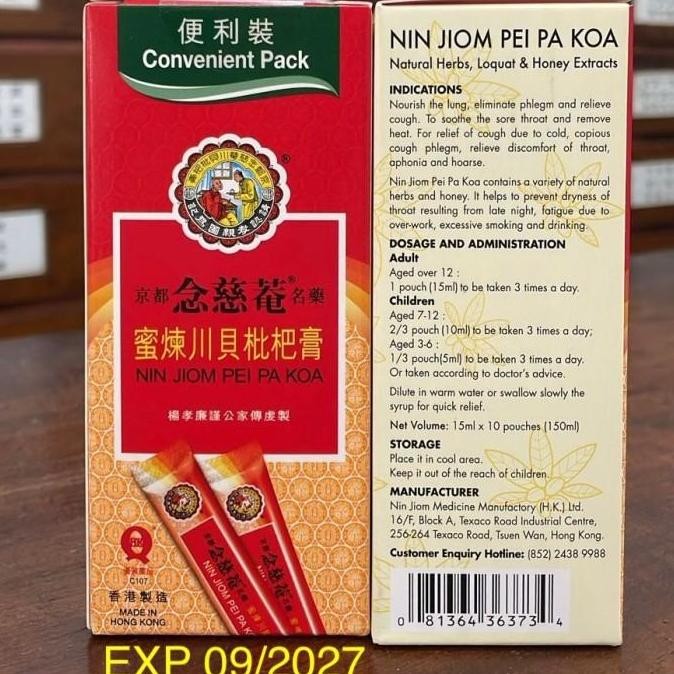 便利裝
Convenient Pack
京都念慈菴®名藥
蜜煉川貝枇杷膏
NIN JIOM PEI PA KOA
楊孝廉謹公家傳虔製
京都念慈菴
NIN JIOM PEI PA K
C107
香港製造
MADE IN
HONG KONG
NIN JIOM PEI PA KOA
Natural Herbs, Loquat & Honey Extracts
INDICATIONS
Nourish the lung, eliminate phlegm and relieve
cough. To soothe the sore throat and remove
heat. For relief of cough due to cold, copious
cough phlegm, relieve discomfort of throat,
aphonia and hoarse.
Nin Jiom Pei Pa Koa contains a variety of natural
herbs and honey. It helps to prevent dryness of
throat resulting from late night, fatigue due to
over-work, excessive smoking and drinking.
DOSAGE AND ADMINISTRATION
Adult
Aged over 12 :
1 pouch (15ml) to be taken 3 times a day.
Children
Aged 7-12 :
2/3 pouch (10ml) to be taken 3 times a day;
Aged 3-6 :
1/3 pouch(5ml) to be taken 3 times a day.
Or taken according to doctor's advice.
Dilute in warm water or swallow slowly the
syrup for quick relief.
Net Volume: 15ml x 10 pouches (150ml)
STORAGE
Place it in cool area.
Keep it out of the reach of children.
MANUFACTURER
Nin Jiom Medicine Manufactory (H.K.) Ltd.
16/F, Block A, Texaco Road Industrial Centre,
256-264 Texaco Road, Tsuen Wan, Hong Kong.
Customer Enquiry Hotline: (852) 2438 9988
0 81364 36373 4
EXP 09/2027